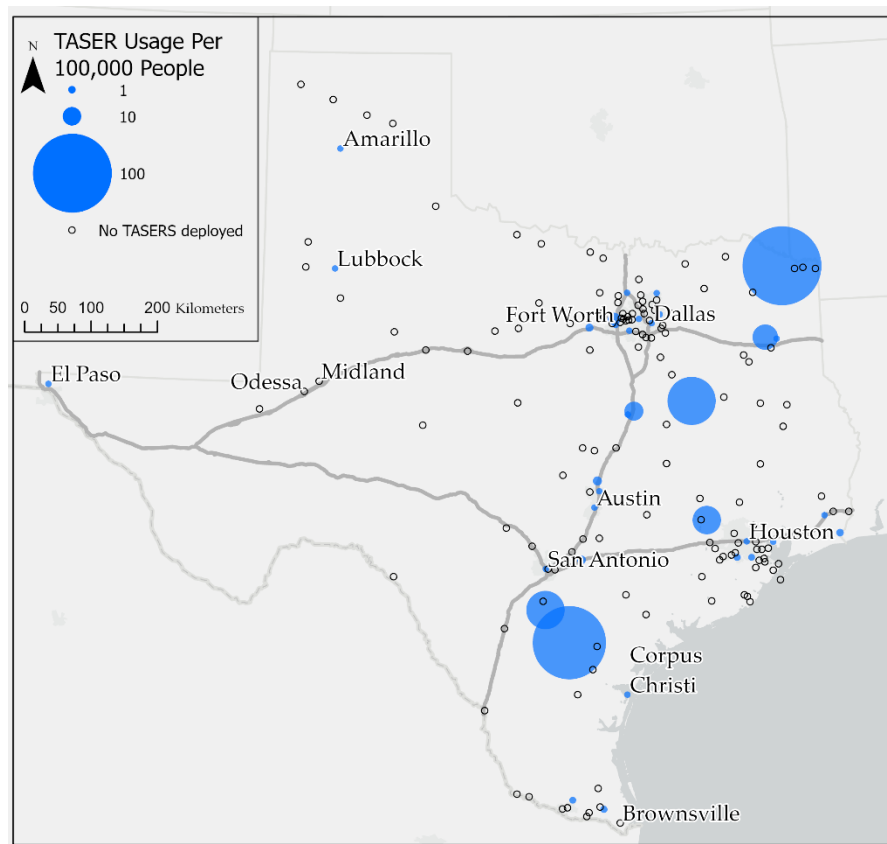 N
TASER Usage Per
100,000 People
1
10
100
No TASERS deployed
0 50 100 200 Kilometers
Amarillo
Lubbock
Fort Worth
Dallas
El Paso
Odessa
Midland
Austin
Houston
San Antonio
Corpus
Christi
Brownsville